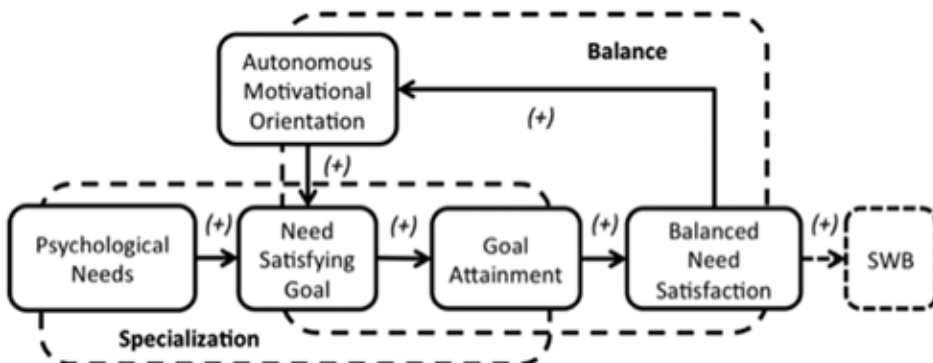 Balance
Autonomous
Motivational
Orientation
(+)
(+)
Psychological
Needs
(+)
Need
Satisfying
Goal
(+)
Goal
Attainment
(+)
Balanced
Need
Satisfaction
(+)
SWB
Specialization